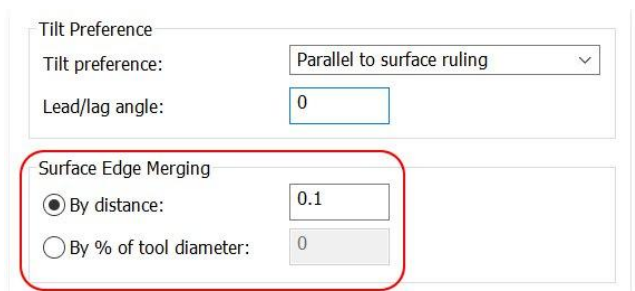 Tilt Preference
Tilt preference: Parallel to surface ruling
Lead/lag angle: 0
Surface Edge Merging
By distance: 0.1
By % of tool diameter: 0